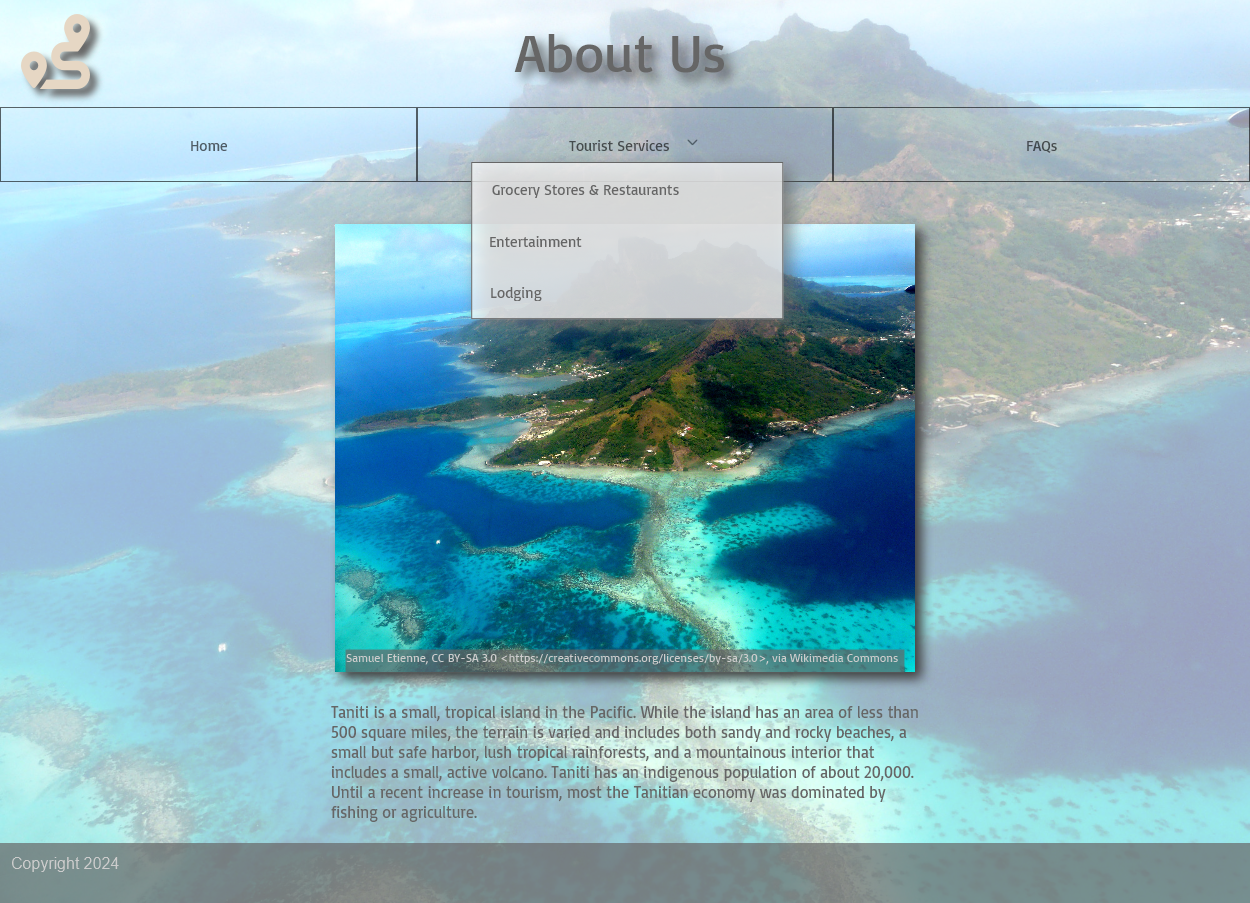 About Us
Home
Tourist Services
FAQs
Grocery Stores & Restaurants
Entertainment
Lodging
Samuel Etienne, CC BY-SA 3.0 <https://creativecommons.org/licenses/by-sa/3.0>, via Wikimedia Commons
Taniti is a small, tropical island in the Pacific. While the island has an area of less than
500 square miles, the terrain is varied and includes both sandy and rocky beaches, a
small but safe harbor, lush tropical rainforests, and a mountainous interior that
includes a small, active volcano. Taniti has an indigenous population of about 20,000.
Until a recent increase in tourism, most the Tanitian economy was dominated by
fishing or agriculture.
Copyright 2024